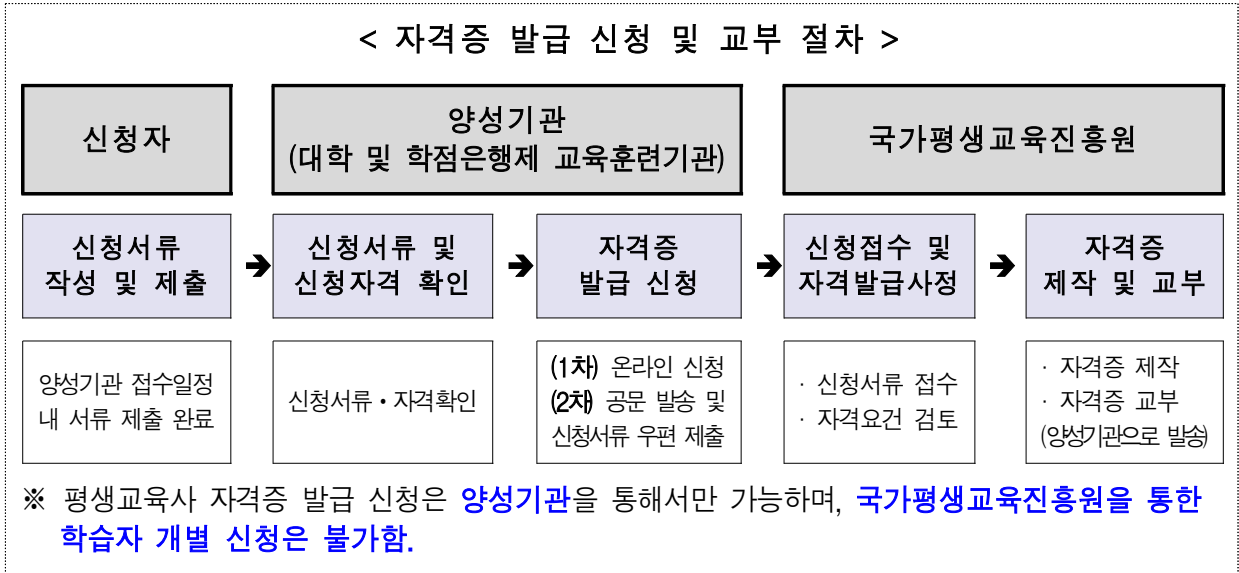 < 자격증 발급 신청 및 교부 절차 >
신청자
양성기관
(대학 및 학점은행제 교육훈련기관)
국가평생교육진흥원
신청서류
작성 및 제출
➔
신청서류 및
신청자격 확인
➔
자격증
발급 신청
➔
신청접수 및
자격발급사정
➔
자격증
제작 및 교부
양성기관 접수일정
내 서류 제출 완료
신청서류・자격확인
(1차) 온라인 신청
(2차) 공문 발송 및
신청서류 우편 제출
· 신청서류 접수
· 자격요건 검토
· 자격증 제작
· 자격증 교부
(양성기관으로 발송)
※ 평생교육사 자격증 발급 신청은 양성기관을 통해서만 가능하며, 국가평생교육진흥원을 통한
학습자 개별 신청은 불가함.